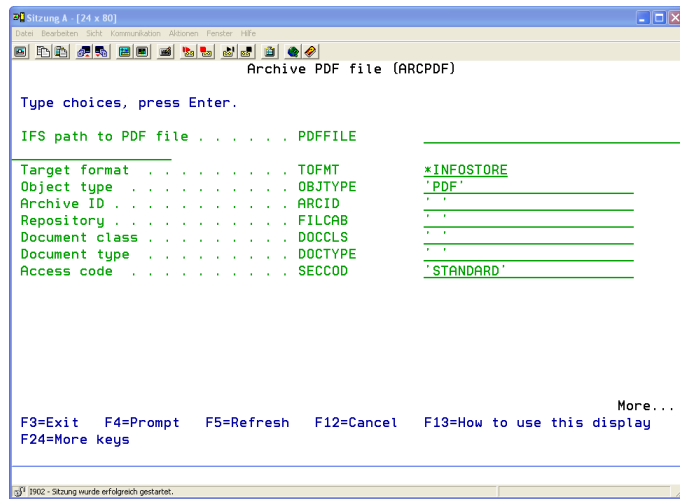 Sitzung A - [24 x 80]
Datei Bearbeiten Sicht Kommunikation Aktionen Fenster Hilfe
Archive PDF file (ARCPDF)
Type choices, press Enter.
IFS path to PDF file . . . . . . PDFFILE
Target format . . . . . . . . . TOFMT *INFOSTORE
Object type . . . . . . . . . . OBJTYPE 'PDF'
Archive ID . . . . . . . . . . . ARCID ' '
Repository . . . . . . . . . . . FILCAB ' '
Document class . . . . . . . . . DOCCLS ' '
Document type . . . . . . . . . DOCTYPE ' '
Access code . . . . . . . . . . SECCOD 'STANDARD'
More...
F3=Exit F4=Prompt F5=Refresh F12=Cancel F13=How to use this display
F24=More keys
I902 - Sitzung wurde erfolgreich gestartet.